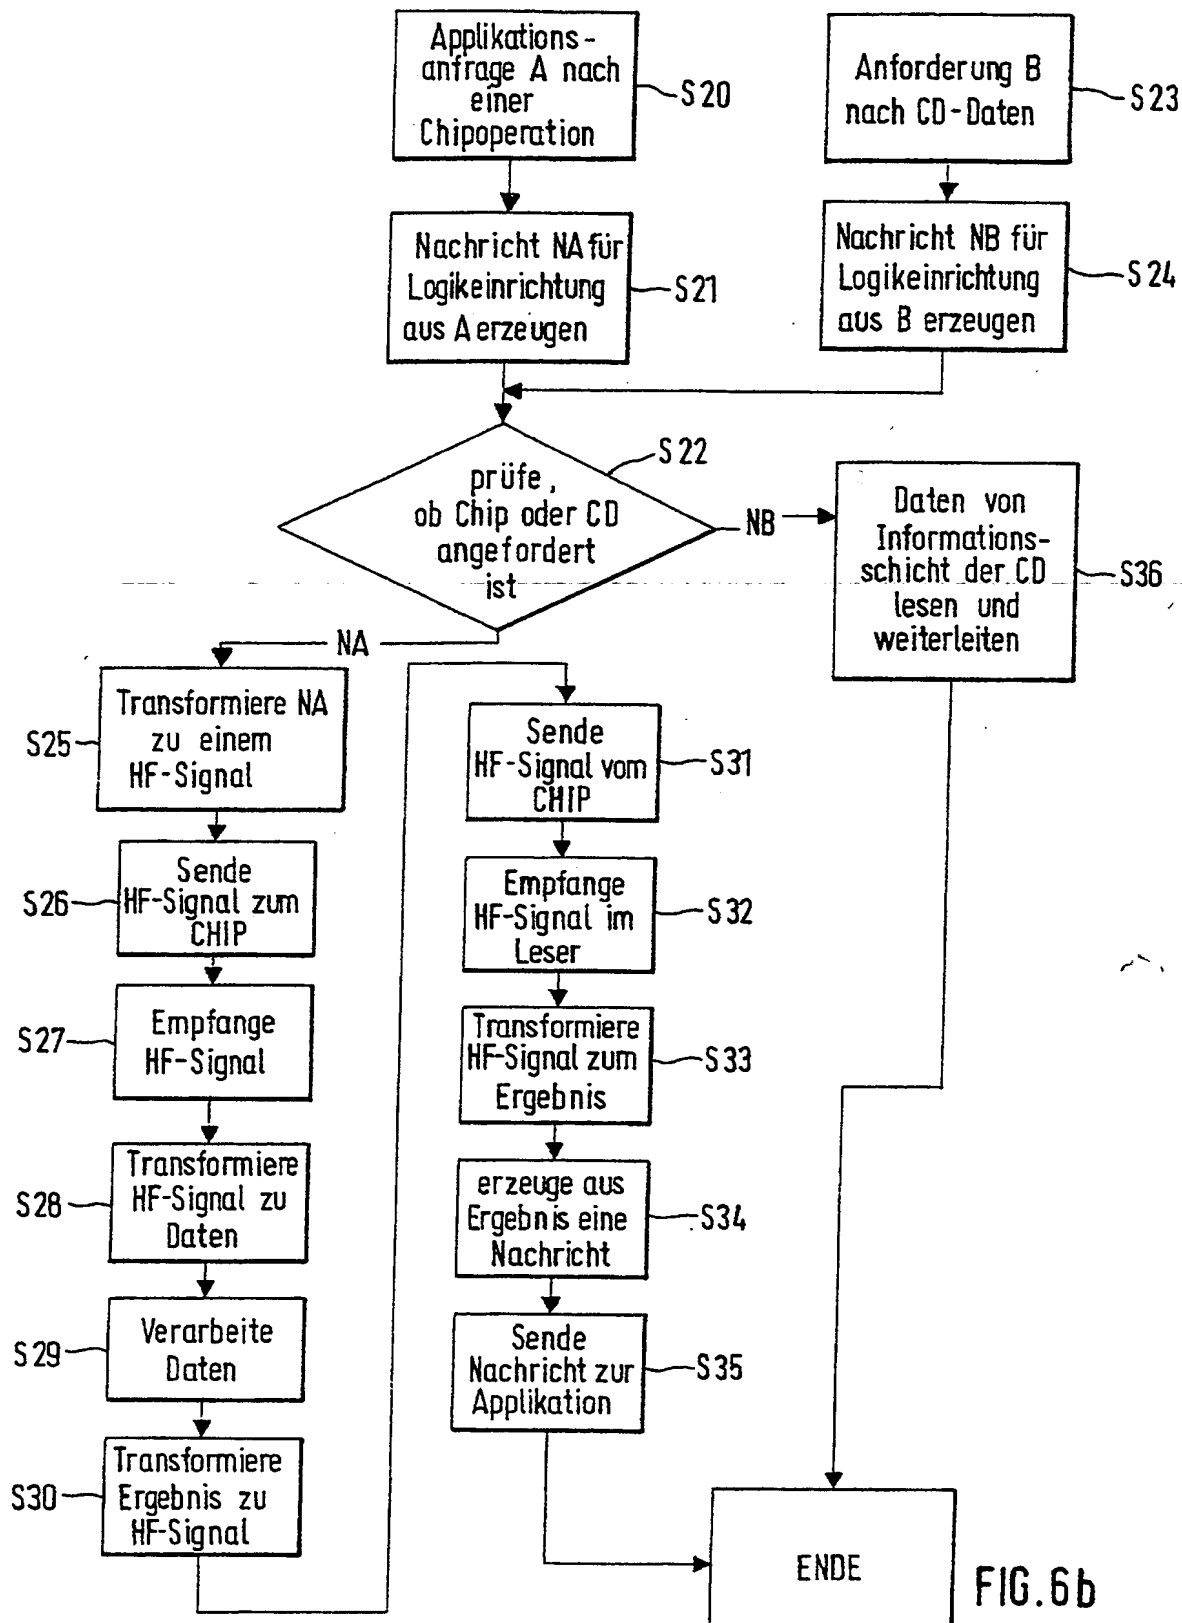 Applikations-
anfrage A nach
einer
Chipoperation
S20
Anforderung B
nach CD-Daten
S23
Nachricht NA für
Logikeinrichtung
aus A erzeugen
S21
Nachricht NB für
Logikeinrichtung
aus B erzeugen
S24
prüfe,
ob Chip oder CD
angefordert
ist
S22
NB
NA
Daten von
Informations-
schicht der CD
lesen und
weiterleiten
S36
Transformiere NA
zu einem
HF-Signal
S25
Sende
HF-Signal zum
CHIP
S26
Empfange
HF-Signal
S27
Transformiere
HF-Signal zu
Daten
S28
Verarbeite
Daten
S29
Transformiere
Ergebnis zu
HF-Signal
S30
Sende
HF-Signal vom
CHIP
S31
Empfange
HF-Signal im
Leser
S32
Transformiere
HF-Signal zum
Ergebnis
S33
erzeuge aus
Ergebnis eine
Nachricht
S34
Sende
Nachricht zur
Applikation
S35
ENDE
FIG.6b